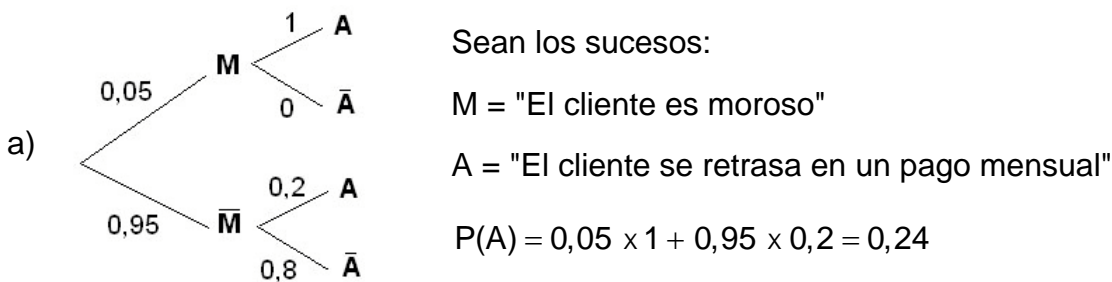 1 A
Sean los sucesos:
M
0,05
M = "El cliente es moroso"
0 Ā
a)
A = "El cliente se retrasa en un pago mensual"
0,2 A
0,95 M̅
P(A) = 0,05 x 1 + 0,95 x 0,2 = 0,24
0,8 Ā